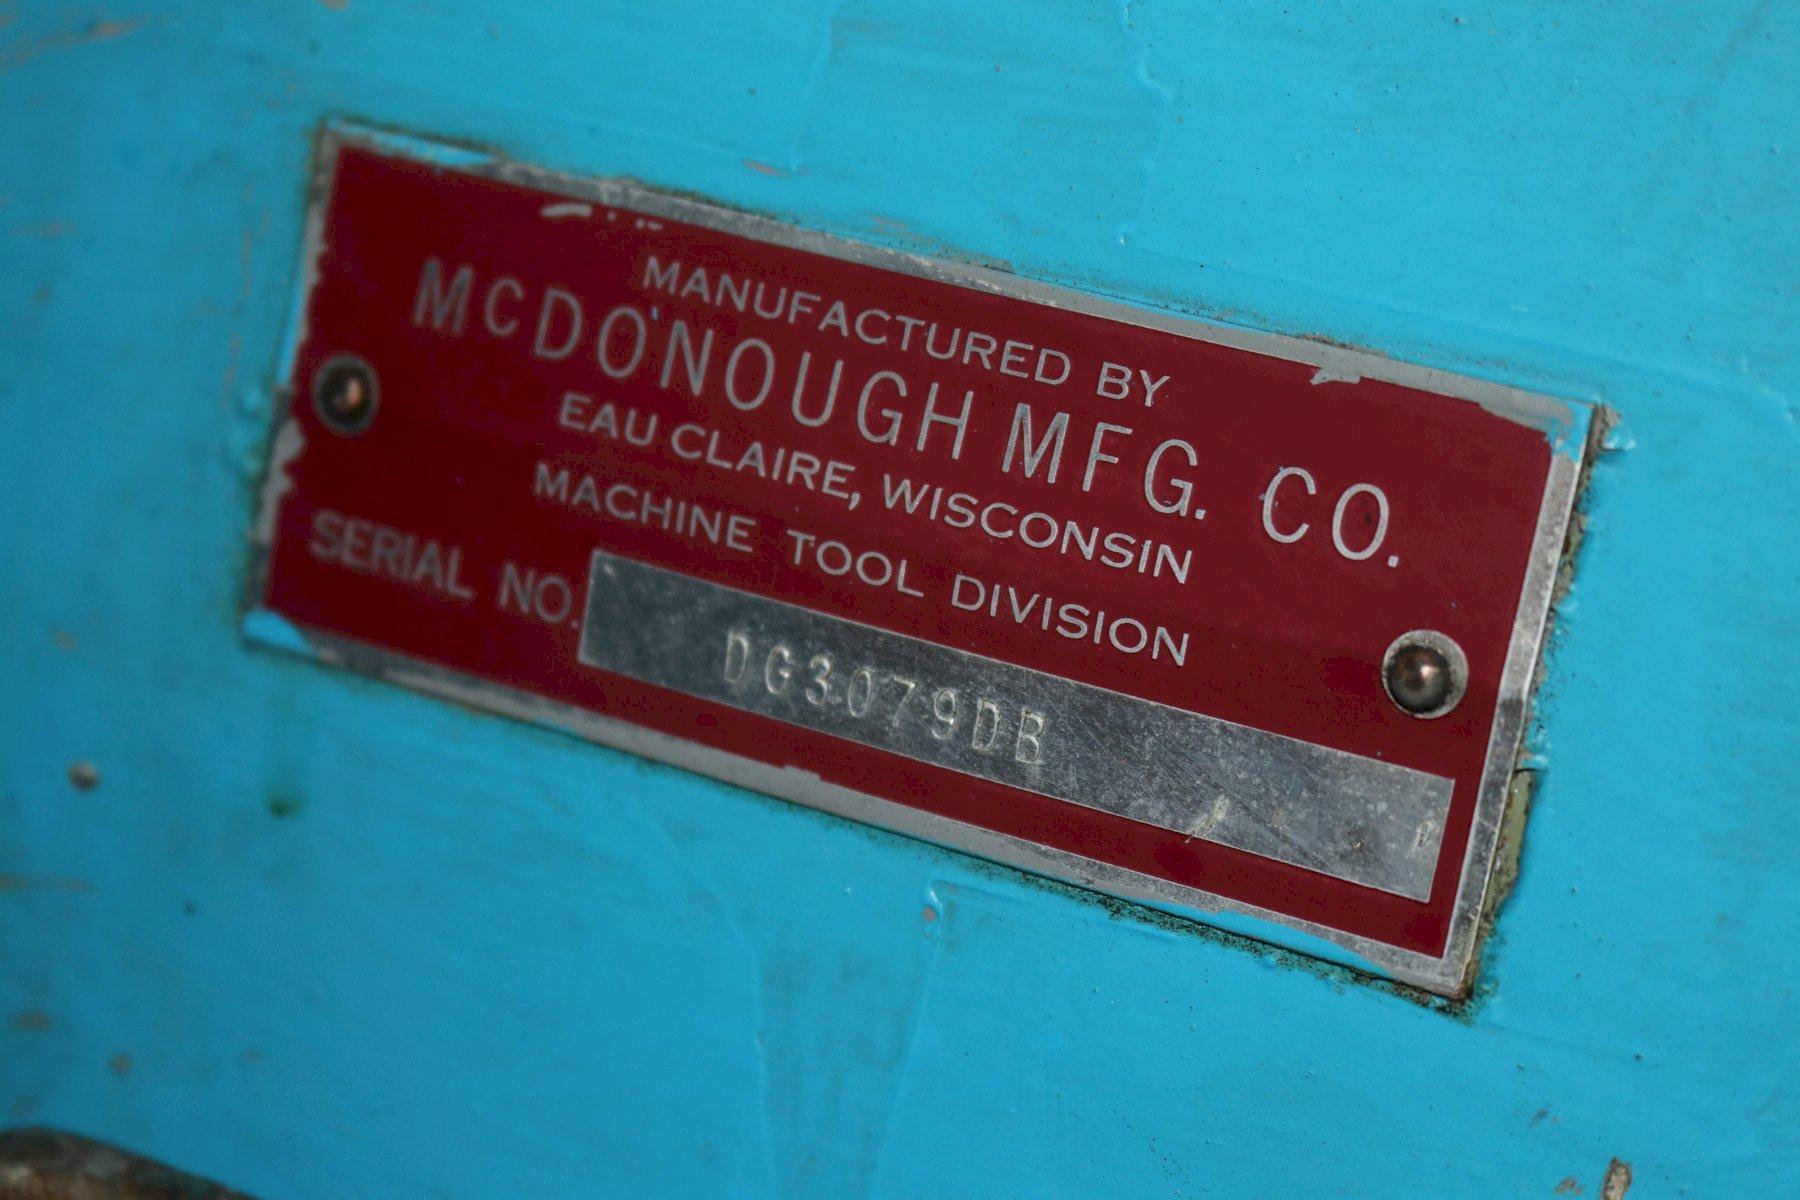 MANUFACTURED BY
McDONOUGH MFG. CO.
EAU CLAIRE, WISCONSIN
MACHINE TOOL DIVISION
SERIAL NO. DG3079DB